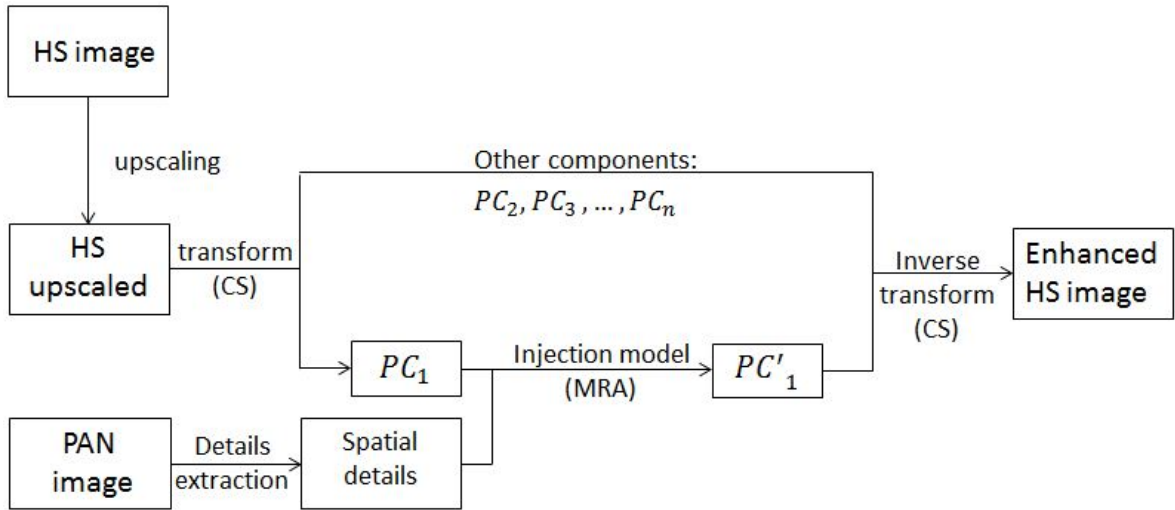 HS image
upscaling
Other components:
PC₂, PC₃ , … , PCₙ
HS
upscaled
transform
(CS)
Inverse
transform
(CS)
Enhanced
HS image
PC₁
Injection model
(MRA)
PC'₁
PAN
image
Details
extraction
Spatial
details